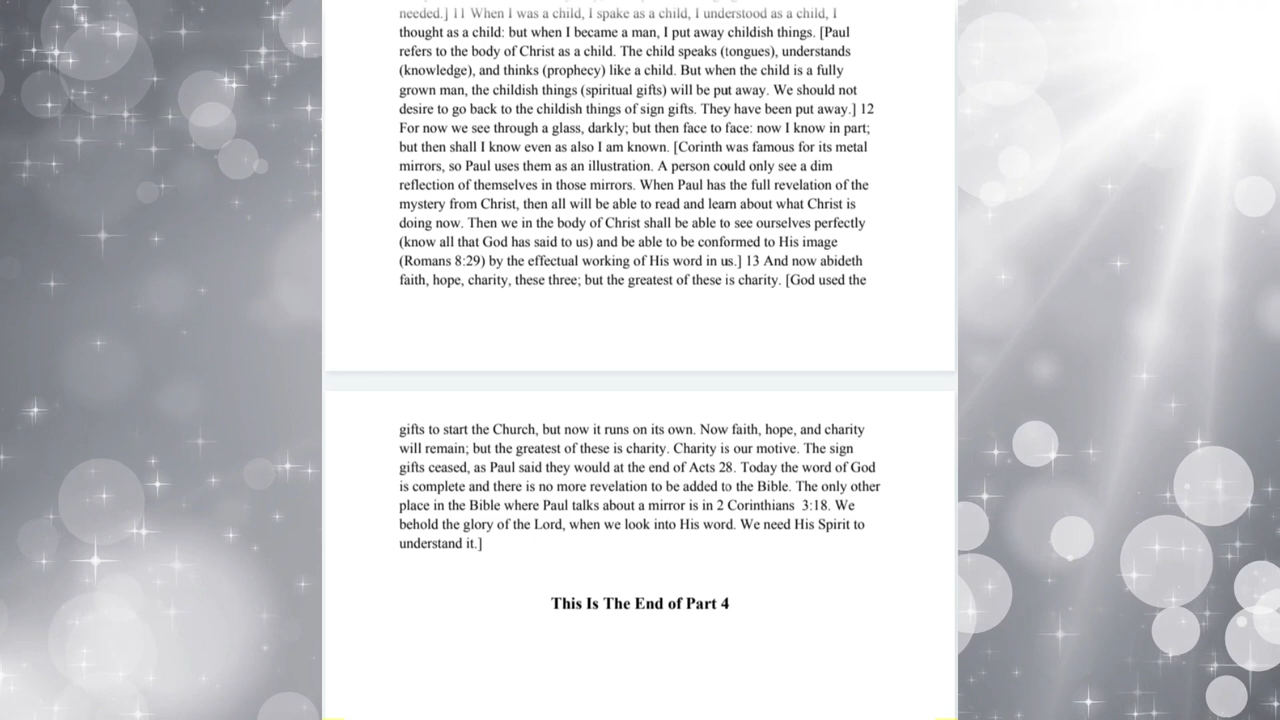 needed.] 11 When I was a child, I spake as a child, I understood as a child, I
thought as a child: but when I became a man, I put away childish things. [Paul
refers to the body of Christ as a child. The child speaks (tongues), understands
(knowledge), and thinks (prophecy) like a child. But when the child is a fully
grown man, the childish things (spiritual gifts) will be put away. We should not
desire to go back to the childish things of sign gifts. They have been put away.] 12
For now we see through a glass, darkly; but then face to face: now I know in part;
but then shall I know even as also I am known. [Corinth was famous for its metal
mirrors, so Paul uses them as an illustration. A person could only see a dim
reflection of themselves in those mirrors. When Paul has the full revelation of the
mystery from Christ, then all will be able to read and learn about what Christ is
doing now. Then we in the body of Christ shall be able to see ourselves perfectly
(know all that God has said to us) and be able to be conformed to His image
(Romans 8:29) by the effectual working of His word in us.] 13 And now abideth
faith, hope, charity, these three; but the greatest of these is charity. [God used the
gifts to start the Church, but now it runs on its own. Now faith, hope, and charity
will remain; but the greatest of these is charity. Charity is our motive. The sign
gifts ceased, as Paul said they would at the end of Acts 28. Today the word of God
is complete and there is no more revelation to be added to the Bible. The only other
place in the Bible where Paul talks about a mirror is in 2 Corinthians 3:18. We
behold the glory of the Lord, when we look into His word. We need His Spirit to
understand it.]
This Is The End of Part 4